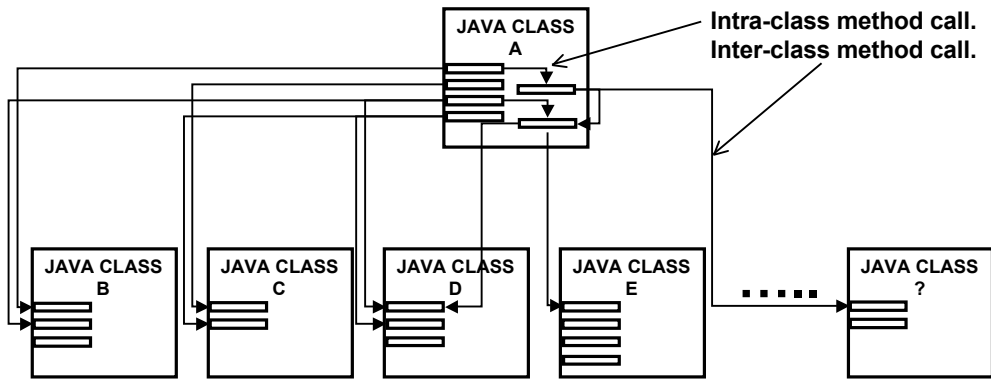 JAVA CLASS
A
Intra-class method call.
Inter-class method call.
JAVA CLASS
B
JAVA CLASS
C
JAVA CLASS
D
JAVA CLASS
E
JAVA CLASS
?